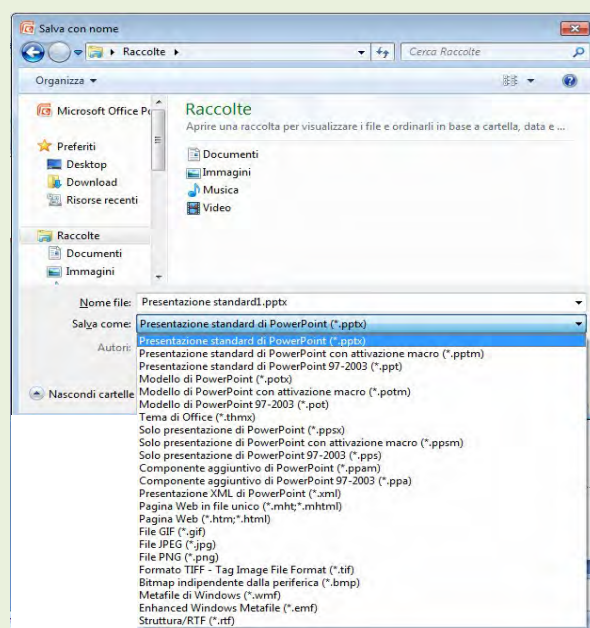 Salva con nome
Raccolte
Cerca Raccolte
Organizza
Microsoft Office
Preferiti
Desktop
Download
Risorse recenti
Raccolte
Documenti
Immagini
Raccolte
Aprire una raccolta per visualizzare i file e ordinarli in base a cartella, data e ...
Documenti
Immagini
Musica
Video
Nome file: Presentazione standard1.pptx
Salva come: Presentazione standard di PowerPoint (*.pptx)
Autori:
Nascondi cartelle
Presentazione standard di PowerPoint (*.pptx)
Presentazione standard di PowerPoint con attivazione macro (*.pptm)
Presentazione standard di PowerPoint 97-2003 (*.ppt)
Modello di PowerPoint (*.potx)
Modello di PowerPoint con attivazione macro (*.potm)
Modello di PowerPoint 97-2003 (*.pot)
Tema di Office (*.thmx)
Solo presentazione di PowerPoint (*.ppsx)
Solo presentazione di PowerPoint con attivazione macro (*.ppsm)
Solo presentazione di PowerPoint 97-2003 (*.pps)
Componente aggiuntivo di PowerPoint (*.ppam)
Componente aggiuntivo di PowerPoint 97-2003 (*.ppa)
Presentazione XML di PowerPoint (*.xml)
Pagina Web in file unico (*.mht;*.mhtml)
Pagina Web (*.htm;*.html)
File GIF (*.gif)
File JPEG (*.jpg)
File PNG (*.png)
Formato TIFF - Tag Image File Format (*.tif)
Bitmap indipendente dalla periferica (*.bmp)
Metafile di Windows (*.wmf)
Enhanced Windows Metafile (*.emf)
Struttura/RTF (*.rtf)